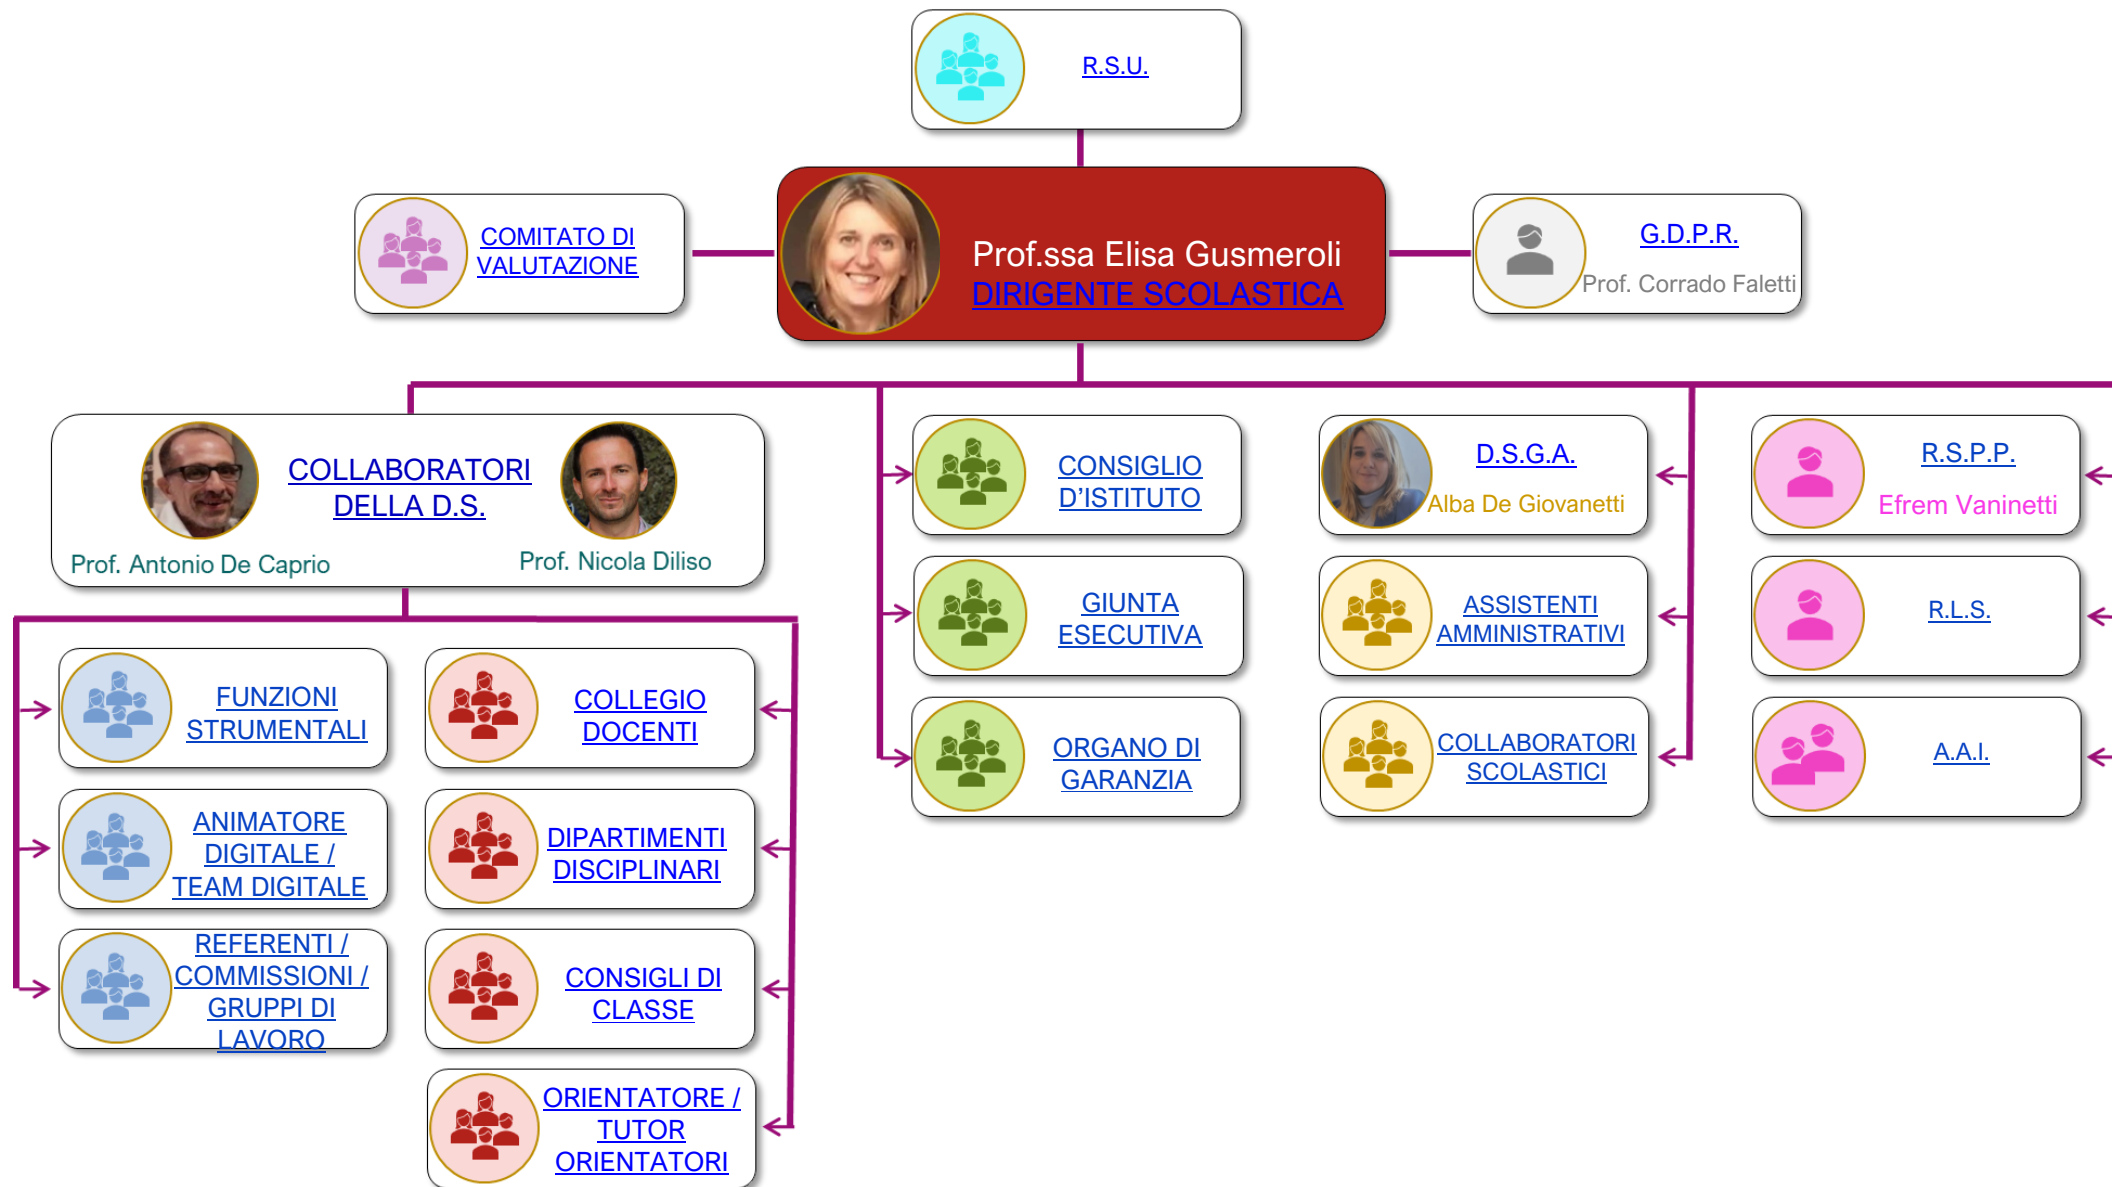 R.S.U.
COMITATO DI
VALUTAZIONE
Prof.ssa Elisa Gusmeroli
DIRIGENTE SCOLASTICA
G.D.P.R.
Prof. Corrado Faletti
COLLABORATORI
DELLA D.S.
Prof. Antonio De Caprio
Prof. Nicola Diliso
CONSIGLIO
D’ISTITUTO
D.S.G.A.
Alba De Giovanetti
R.S.P.P.
Efrem Vaninetti
GIUNTA
ESECUTIVA
ASSISTENTI
AMMINISTRATIVI
R.L.S.
ORGANO DI
GARANZIA
COLLABORATORI
SCOLASTICI
A.A.I.
FUNZIONI
STRUMENTALI
COLLEGIO
DOCENTI
ANIMATORE
DIGITALE /
TEAM DIGITALE
DIPARTIMENTI
DISCIPLINARI
REFERENTI /
COMMISSIONI /
GRUPPI DI
LAVORO
CONSIGLI DI
CLASSE
ORIENTATORE /
TUTOR
ORIENTATORI